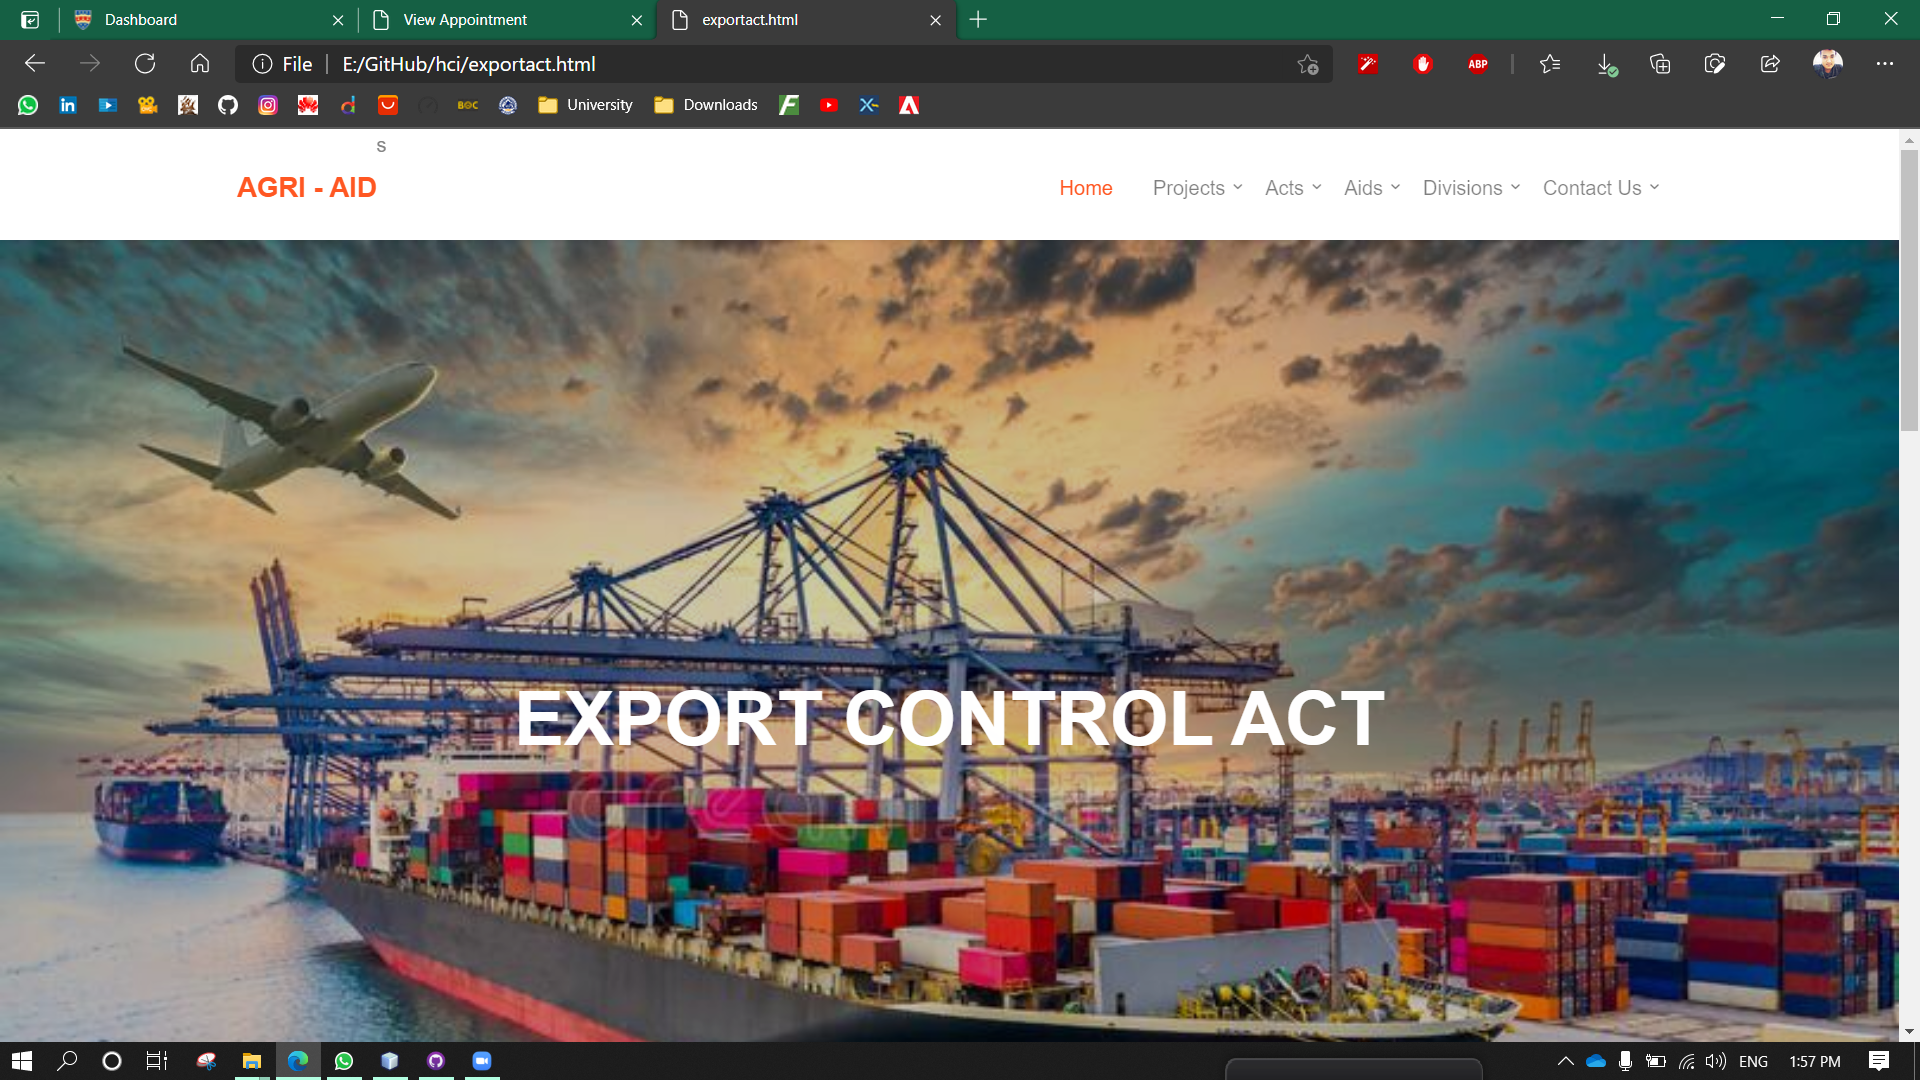 Dashboard
View Appointment
exportact.html
File
E:/GitHub/hci/exportact.html
ABP
BOC
University
Downloads
s
AGRI - AID
Home
Projects
Acts
Aids
Divisions
Contact Us
EXPORT CONTROL ACT
ENG
1:57 PM